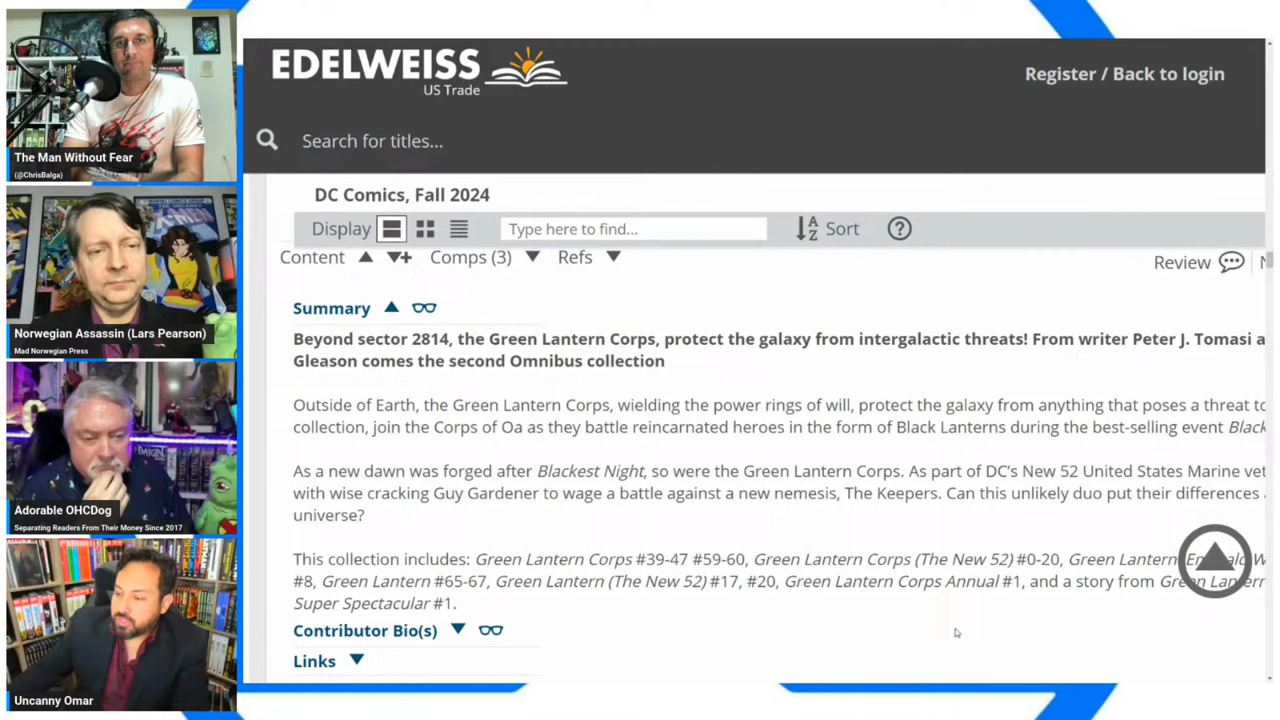 The Man Without Fear
(@ChrisBalga)
Norwegian Assassin (Lars Pearson)
Mad Norwegian Press
Adorable OHCDog
Separating Readers From Their Money Since 2017
Uncanny Omar
EDELWEISS
US Trade
Register / Back to login
Search for titles...
DC Comics, Fall 2024
Display
Type here to find...
Sort
Content
Comps (3)
Refs
Review
Summary
Beyond sector 2814, the Green Lantern Corps, protect the galaxy from intergalactic threats! From writer Peter J. Tomasi a
Gleason comes the second Omnibus collection
Outside of Earth, the Green Lantern Corps, wielding the power rings of will, protect the galaxy from anything that poses a threat to
collection, join the Corps of Oa as they battle reincarnated heroes in the form of Black Lanterns during the best-selling event Black
As a new dawn was forged after Blackest Night, so were the Green Lantern Corps. As part of DC's New 52 United States Marine vet
with wise cracking Guy Gardener to wage a battle against a new nemesis, The Keepers. Can this unlikely duo put their differences
universe?
This collection includes: Green Lantern Corps #39-47 #59-60, Green Lantern Corps (The New 52) #0-20, Green Lantern: Emerald W
#8, Green Lantern #65-67, Green Lantern (The New 52) #17, #20, Green Lantern Corps Annual #1, and a story from Green Lantern
Super Spectacular #1.
Contributor Bio(s)
Links